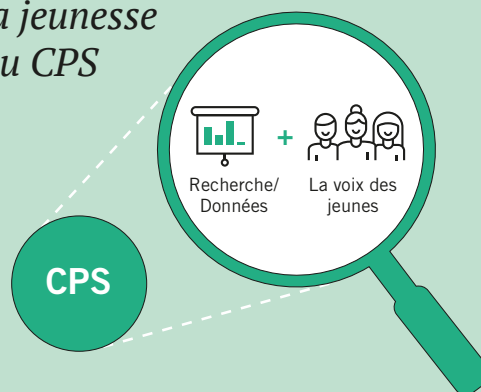 a jeunesse
u CPS
Recherche/
Données
+
La voix des
jeunes
CPS